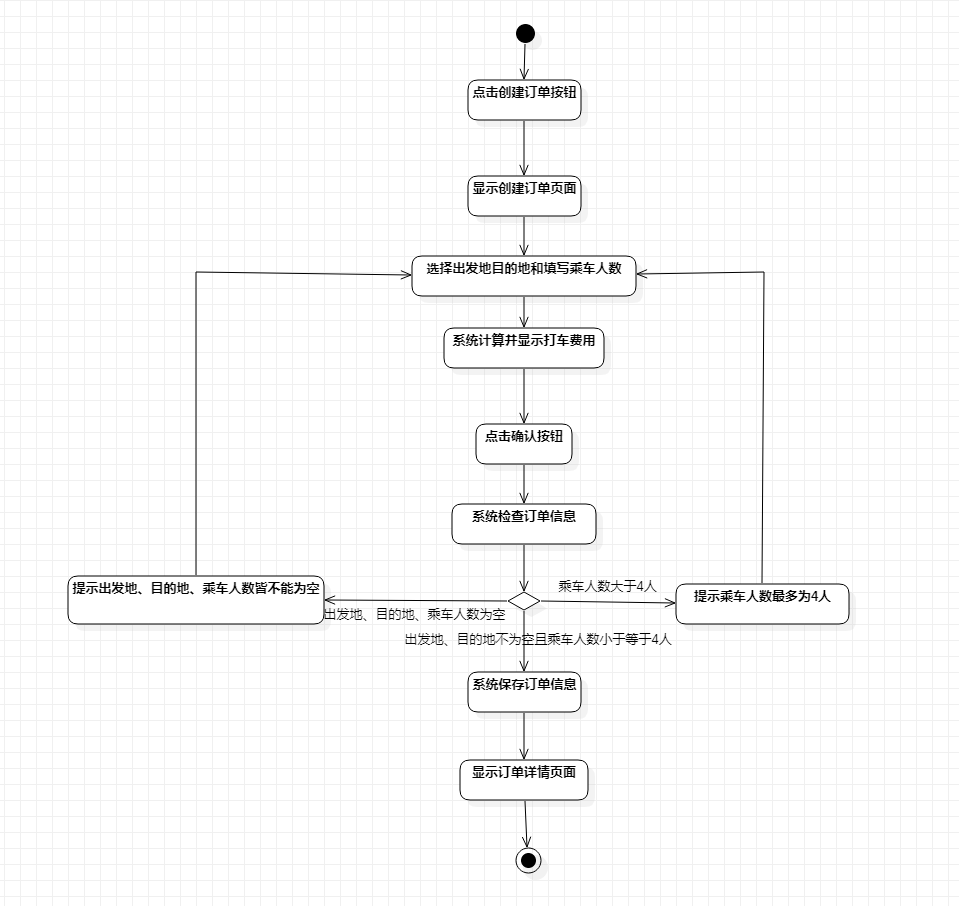 点击创建订单按钮
显示创建订单页面
选择出发地目的地和填写乘车人数
系统计算并显示打车费用
点击确认按钮
系统检查订单信息
提示出发地、目的地、乘车人数皆不能为空
乘车人数大于4人
提示乘车人数最多为4人
出发地、目的地、乘车人数为空
出发地、目的地不为空且乘车人数小于等于4人
系统保存订单信息
显示订单详情页面